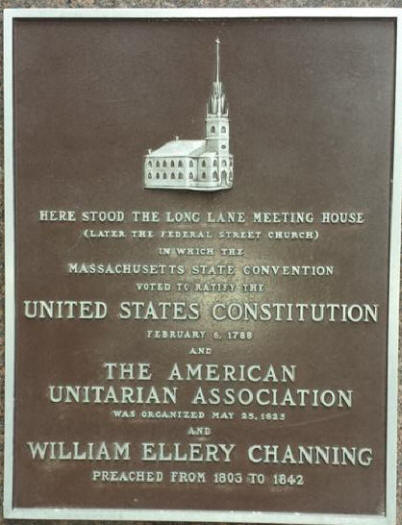 HERE STOOD THE LONG LANE MEETING HOUSE
(LATER THE FEDERAL STREET CHURCH)
IN WHICH THE
MASSACHUSETTS STATE CONVENTION
VOTED TO RATIFY THE
UNITED STATES CONSTITUTION
FEBRUARY 6, 1788
AND
THE AMERICAN
UNITARIAN ASSOCIATION
WAS ORGANIZED MAY 25, 1825
AND
WILLIAM ELLERY CHANNING
PREACHED FROM 1803 TO 1842